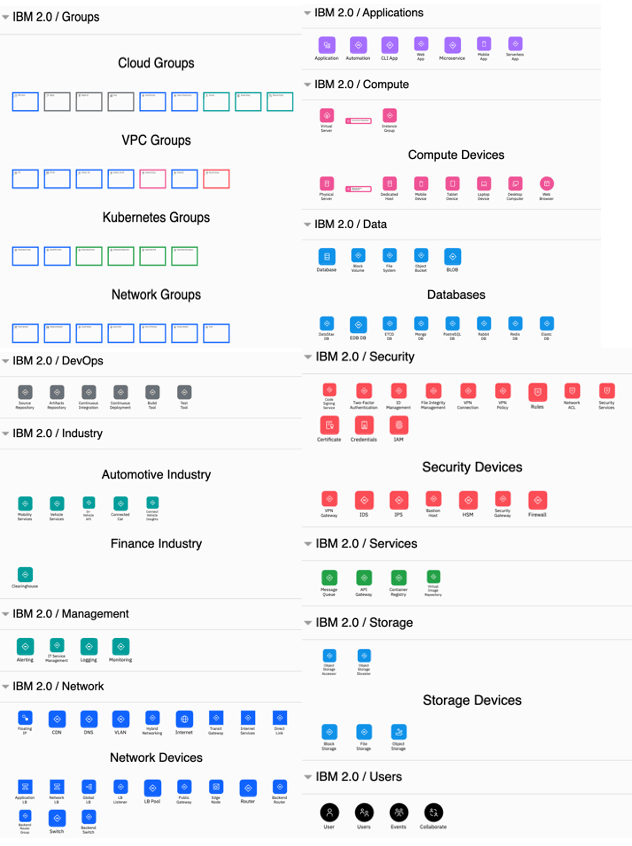 IBM 2.0 / Groups
Cloud Groups
VPC Groups
Kubernetes Groups
Network Groups
IBM 2.0 / DevOps
Source Repository
Artifacts Repository
Continuous Integration
Continuous Deployment
Build Tool
Test Tool
IBM 2.0 / Industry
Automotive Industry
Mobility Services
Vehicle Services
In-Vehicle API
Connected Car
Connect Vehicle Insights
Finance Industry
Clearinghouse
IBM 2.0 / Management
Alerting
IT Service Management
Logging
Monitoring
IBM 2.0 / Network
Floating IP
CDN
DNS
VLAN
Hybrid Networking
Internet
Transit Gateway
Internet Services
Direct Link
Network Devices
Application LB
Network LB
Global LB
LB Listener
LB Pool
Public Gateway
Edge Node
Router
Backend Router
Backend Router Group
Switch
Backend Switch
IBM 2.0 / Applications
Application
Automation
CLI App
Web App
Microservice
Mobile App
Serverless App
IBM 2.0 / Compute
Virtual Server
Instance Group
Compute Devices
Physical Server
Dedicated Host
Mobile Device
Tablet Device
Laptop Device
Desktop Computer
Web Browser
IBM 2.0 / Data
Database
Block Volume
File System
Object Bucket
BLOB
Databases
DataStax DB
EDB DB
ETCD DB
Mongo DB
PostgreSQL DB
Rabbit DB
Redis DB
Elastic DB
IBM 2.0 / Security
Code Signing Service
Two-Factor Authentication
ID Management
File Integrity Management
VPN Connection
VPN Policy
Rules
Network ACL
Security Services
Certificate
Credentials
IAM
Security Devices
VPN Gateway
IDS
IPS
Bastion Host
HSM
Security Gateway
Firewall
IBM 2.0 / Services
Message Queue
API Gateway
Container Registry
Virtual Image Repository
IBM 2.0 / Storage
Object Storage Accessor
Object Storage Slicestor
Storage Devices
Block Storage
File Storage
Object Storage
IBM 2.0 / Users
User
Users
Events
Collaborate